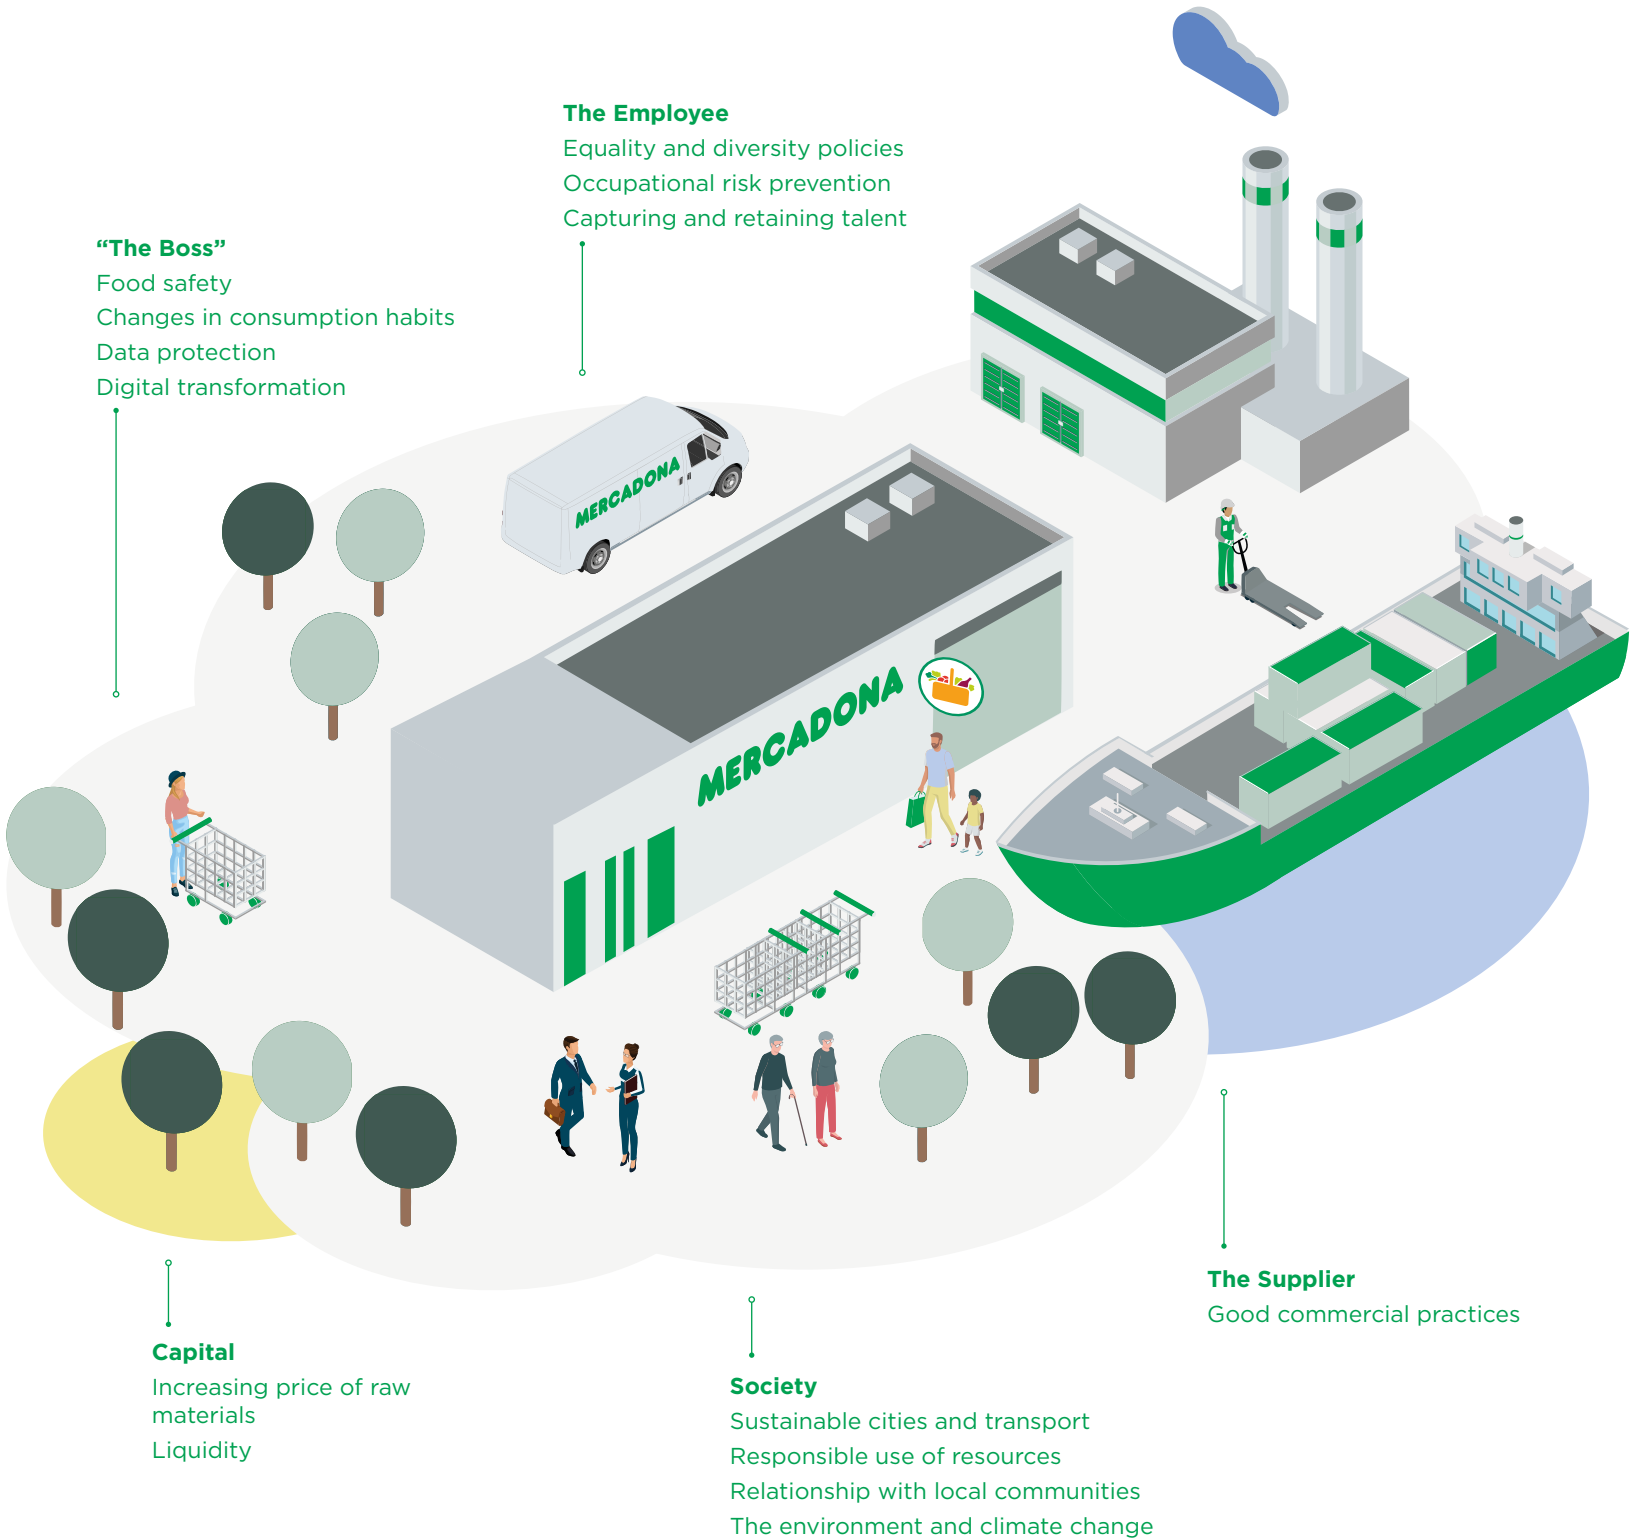 The Employee
Equality and diversity policies
Occupational risk prevention
Capturing and retaining talent
“The Boss”
Food safety
Changes in consumption habits
Data protection
Digital transformation
MERCADONA
MERCADONA
The Supplier
Good commercial practices
Capital
Increasing price of raw
materials
Liquidity
Society
Sustainable cities and transport
Responsible use of resources
Relationship with local communities
The environment and climate change